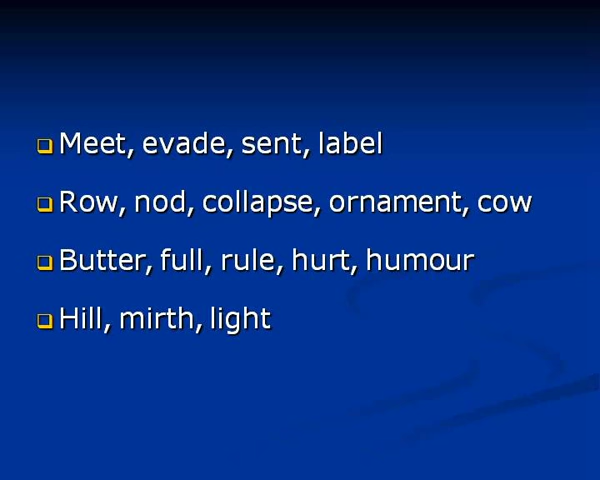 Meet, evade, sent, label
Row, nod, collapse, ornament, cow
Butter, full, rule, hurt, humour
Hill, mirth, light